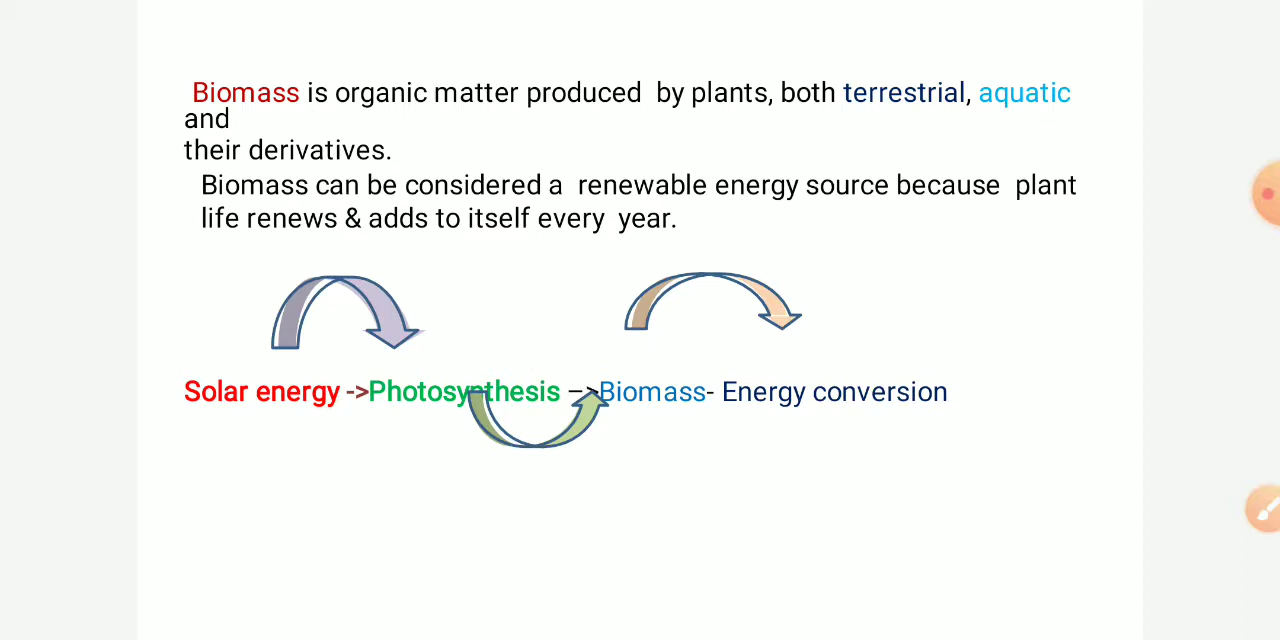 Biomass is organic matter produced by plants, both terrestrial, aquatic
and
their derivatives.
Biomass can be considered a renewable energy source because plant
life renews & adds to itself every year.
Solar energy ->Photosynthesis –>Biomass- Energy conversion